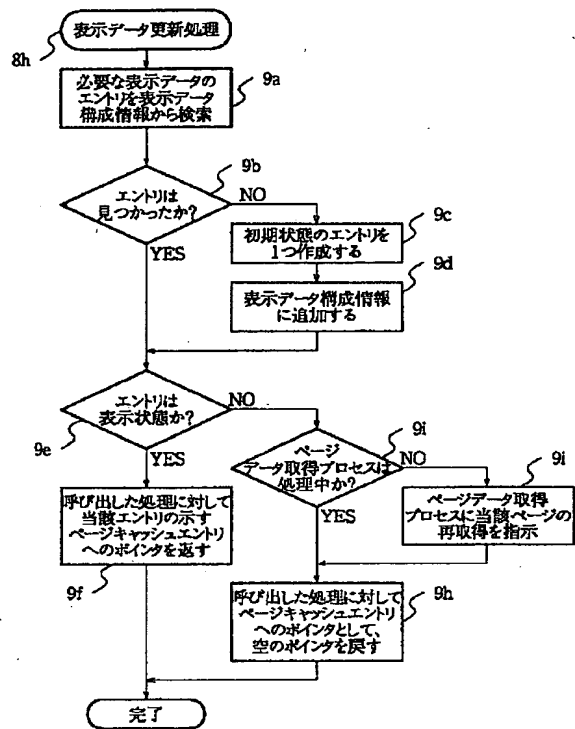 表示データ更新処理
8h
必要な表示データの
エントリを表示データ
構成情報から検索
9a
エントリは
見つかったか?
9b
NO
YES
初期状態のエントリを
1つ作成する
9c
表示データ構成情報
に追加する
9d
エントリは
表示状態か?
9e
NO
YES
ページ
データ取得プロセスは
処理中か?
9i
NO
YES
ページデータ取得
プロセスに当該ページの
再取得を指示
9i
呼び出した処理に対して
当該エントリの示す
ページキャッシュエントリ
へのポインタを返す
9f
呼び出した処理に対して
ページキャッシュエントリ
へのポインタとして、
空のポインタを戻す
9h
完了